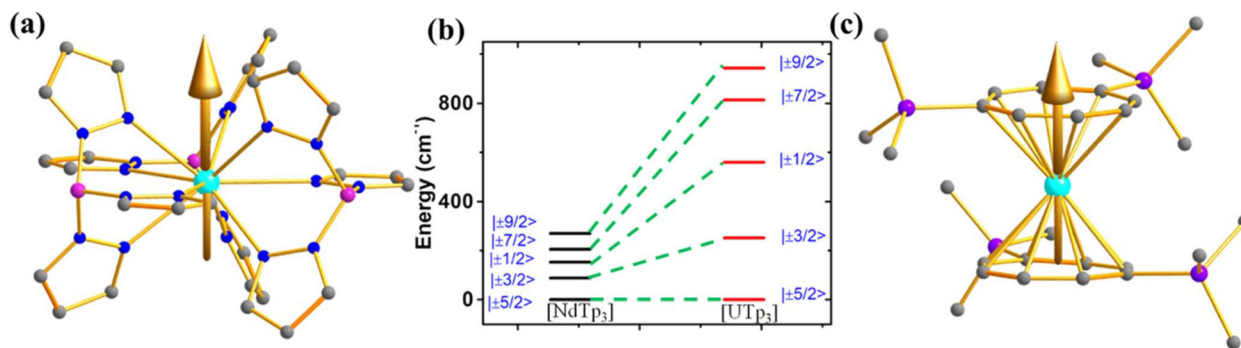 (a)
(b)
(c)
Energy (cm⁻¹)
800
400
0
|±9/2>
|±7/2>
|±1/2>
|±3/2>
|±5/2>
[NdTp₃]
|±9/2>
|±7/2>
|±1/2>
|±3/2>
|±5/2>
[UTp₃]